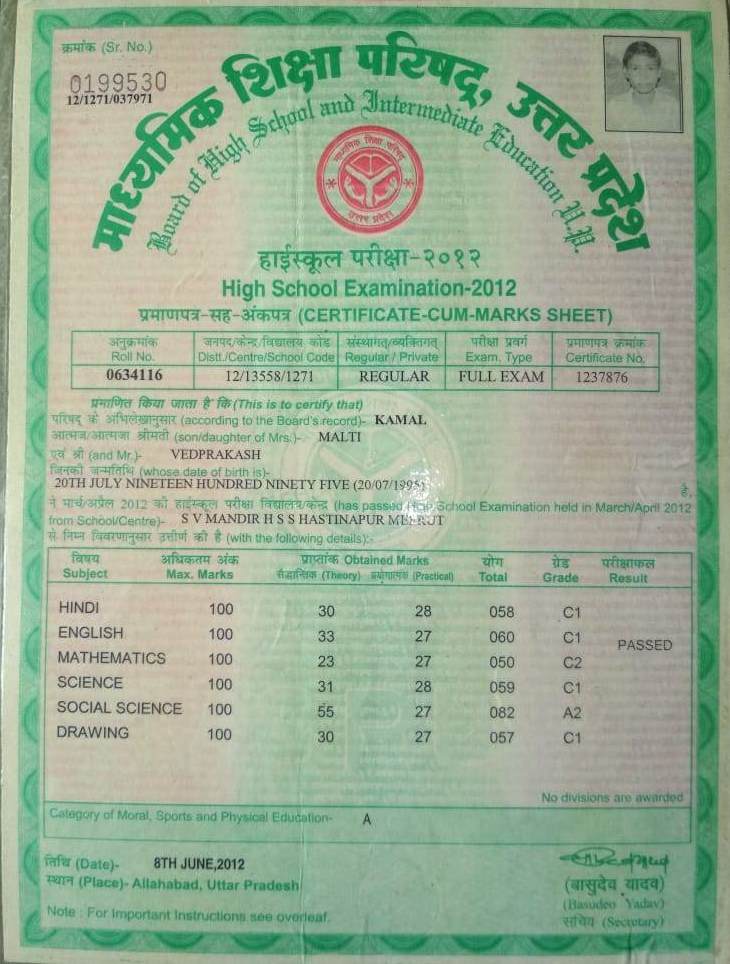 क्रमांक (Sr. No.)
0199530
12/1271/037971
माध्यमिक शिक्षा परिषद्, उत्तर प्रदेश
Board of High School and Intermediate Education U.P.
माध्यमिक शिक्षा परिषद्
उत्तर प्रदेश
हाईस्कूल परीक्षा-२०१२
High School Examination-2012
प्रमाणपत्र-सह-अंकपत्र (CERTIFICATE-CUM-MARKS SHEET)
अनुक्रमांक जनपद/केन्द्र/विद्यालय कोड संस्थागत/व्यक्तिगत परीक्षा प्रवर्ग प्रमाणपत्र क्रमांक
Roll No. Distt./Centre/School Code Regular / Private Exam. Type Certificate No.
0634116 12/13558/1271 REGULAR FULL EXAM 1237876
प्रमाणित किया जाता है कि (This is to certify that)
परिषद् के अभिलेखानुसार (according to the Board's record)- KAMAL
आत्मज/आत्मजा श्रीमती (son/daughter of Mrs.)- MALTI
एवं श्री (and Mr.)- VEDPRAKASH
जिनकी जन्मतिथि (whose date of birth is)-
20TH JULY NINETEEN HUNDRED NINETY FIVE (20/07/1995) है,
ने मार्च/अप्रैल 2012 की हाईस्कूल परीक्षा विद्यालय/केन्द्र (has passed High School Examination held in March/April 2012
from School/Centre)- S V MANDIR H S S HASTINAPUR MEERUT
से निम्न विवरणानुसार उत्तीर्ण की है (with the following details):-
विषय अधिकतम अंक प्राप्तांक Obtained Marks योग ग्रेड परीक्षाफल
Subject Max. Marks सैद्धान्तिक (Theory) प्रयोगात्मक (Practical) Total Grade Result
HINDI 100 30 28 058 C1
ENGLISH 100 33 27 060 C1 PASSED
MATHEMATICS 100 23 27 050 C2
SCIENCE 100 31 28 059 C1
SOCIAL SCIENCE 100 55 27 082 A2
DRAWING 100 30 27 057 C1
No divisions are awarded
Category of Moral, Sports and Physical Education- A
तिथि (Date)- 8TH JUNE,2012
स्थान (Place)- Allahabad, Uttar Pradesh
(बासुदेव यादव)
(Basudeo Yadav)
सचिव (Secretary)
Note : For Important Instructions see overleaf.